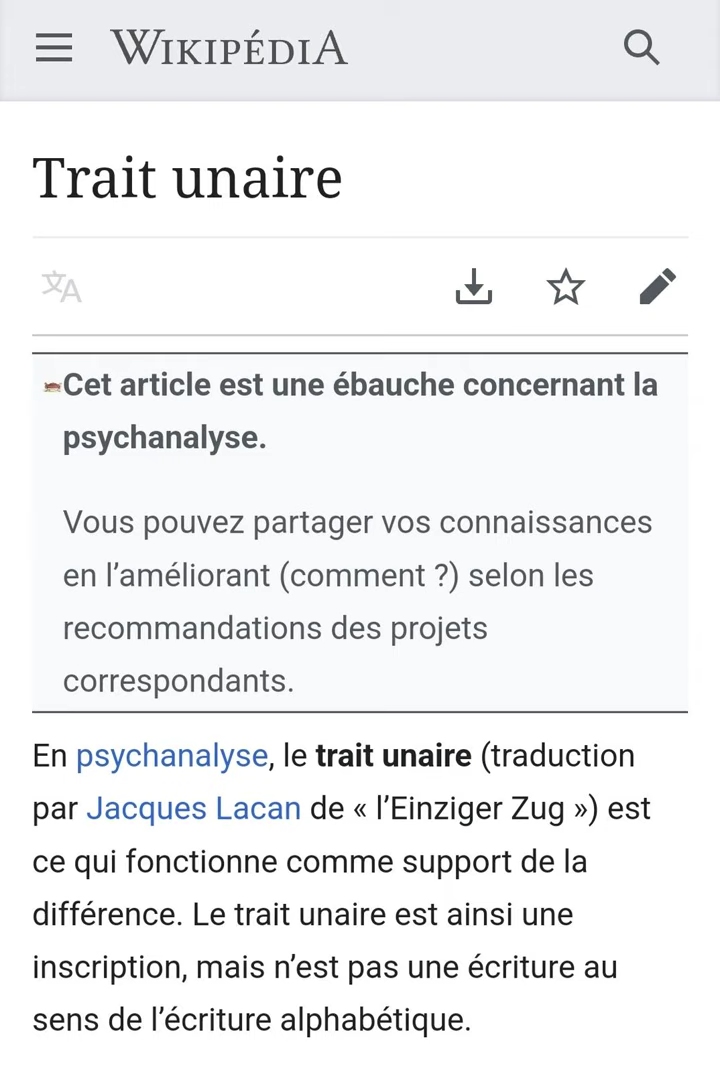 WIKIPÉDIA
Trait unaire
Cet article est une ébauche concernant la
psychanalyse.
Vous pouvez partager vos connaissances
en l’améliorant (comment ?) selon les
recommandations des projets
correspondants.
En psychanalyse, le trait unaire (traduction
par Jacques Lacan de « l’Einziger Zug ») est
ce qui fonctionne comme support de la
différence. Le trait unaire est ainsi une
inscription, mais n’est pas une écriture au
sens de l’écriture alphabétique.